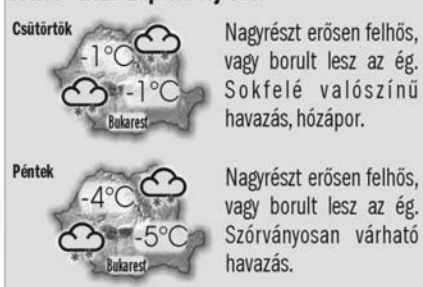 Csütörtök
-1°C
-1°C
Bukarest
Nagyrészt erősen felhős,
vagy borult lesz az ég.
Sokfelé valószínű
havazás, hózápor.
Péntek
-4°C
-5°C
Bukarest
Nagyrészt erősen felhős,
vagy borult lesz az ég.
Szórványosan várható
havazás.